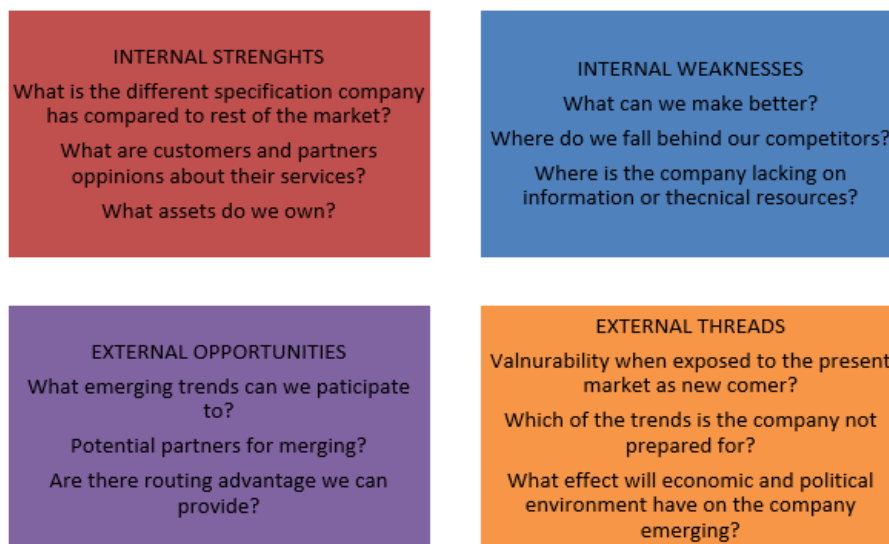 INTERNAL STRENGHTS
What is the different specification company
has compared to rest of the market?
What are customers and partners
oppinions about their services?
What assets do we own?
INTERNAL WEAKNESSES
What can we make better?
Where do we fall behind our competitors?
Where is the company lacking on
information or thecnical resources?
EXTERNAL OPPORTUNITIES
What emerging trends can we paticipate
to?
Potential partners for merging?
Are there routing advantage we can
provide?
EXTERNAL THREADS
Valnurability when exposed to the present
market as new comer?
Which of the trends is the company not
prepared for?
What effect will economic and political
environment have on the company
emerging?